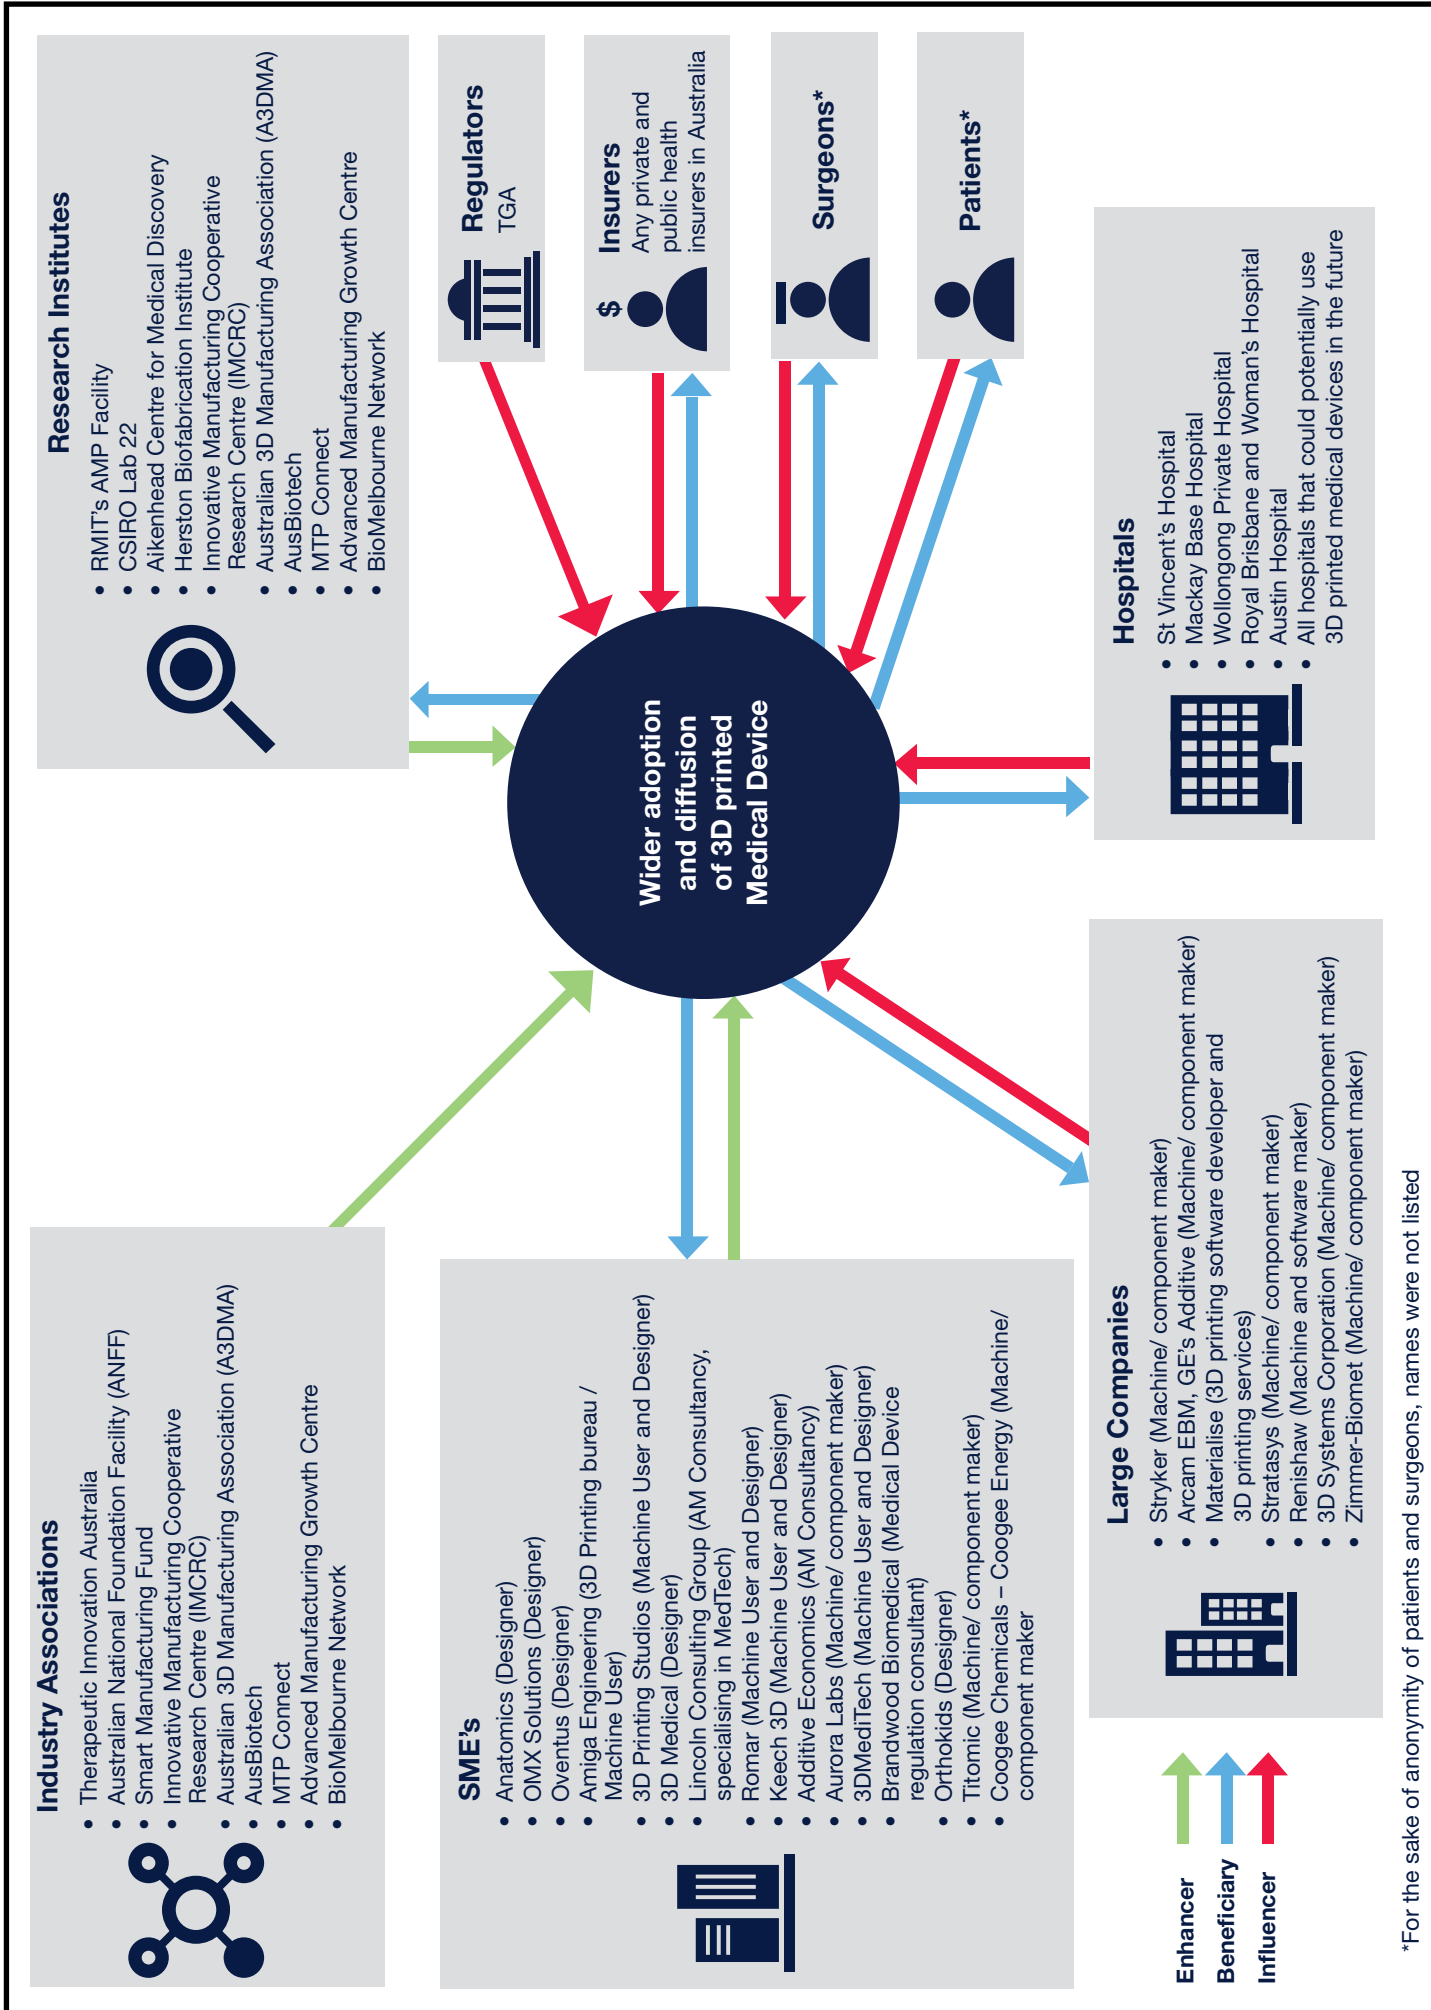 Industry Associations
• Therapeutic Innovation Australia
• Australian National Foundation Facility (ANFF)
• Smart Manufacturing Fund
• Innovative Manufacturing Cooperative
Research Centre (IMCRC)
• Australian 3D Manufacturing Association (A3DMA)
• AusBiotech
• MTP Connect
• Advanced Manufacturing Growth Centre
• BioMelbourne Network
Research Institutes
• RMIT's AMP Facility
• CSIRO Lab 22
• Aikenhead Centre for Medical Discovery
• Herston Biofabrication Institute
• Innovative Manufacturing Cooperative
Research Centre (IMCRC)
• Australian 3D Manufacturing Association (A3DMA)
• AusBiotech
• MTP Connect
• Advanced Manufacturing Growth Centre
• BioMelbourne Network
SME's
• Anatomics (Designer)
• OMX Solutions (Designer)
• Oventus (Designer)
• Amiga Engineering (3D Printing bureau /
Machine User)
• 3D Printing Studios (Machine User and Designer)
• 3D Medical (Designer)
• Lincoln Consulting Group (AM Consultancy,
specialising in MedTech)
• Romar (Machine User and Designer)
• Keech 3D (Machine User and Designer)
• Additive Economics (AM Consultancy)
• Aurora Labs (Machine/ component maker)
• 3DMediTech (Machine User and Designer)
• Brandwood Biomedical (Medical Device
regulation consultant)
• Orthokids (Designer)
• Titomic (Machine/ component maker)
• Coogee Chemicals – Coogee Energy (Machine/
component maker
Wider adoption
and diffusion
of 3D printed
Medical Device
Regulators
TGA
Insurers
Any private and
public health
insurers in Australia
$
Surgeons*
Patients*
Large Companies
• Stryker (Machine/ component maker)
• Arcam EBM, GE's Additive (Machine/ component maker)
• Materialise (3D printing software developer and
3D printing services)
• Stratasys (Machine/ component maker)
• Renishaw (Machine and software maker)
• 3D Systems Corporation (Machine/ component maker)
• Zimmer-Biomet (Machine/ component maker)
Hospitals
• St Vincent's Hospital
• Mackay Base Hospital
• Wollongong Private Hospital
• Royal Brisbane and Woman's Hospital
• Austin Hospital
• All hospitals that could potentially use
3D printed medical devices in the future
Enhancer
Beneficiary
Influencer
*For the sake of anonymity of patients and surgeons, names were not listed